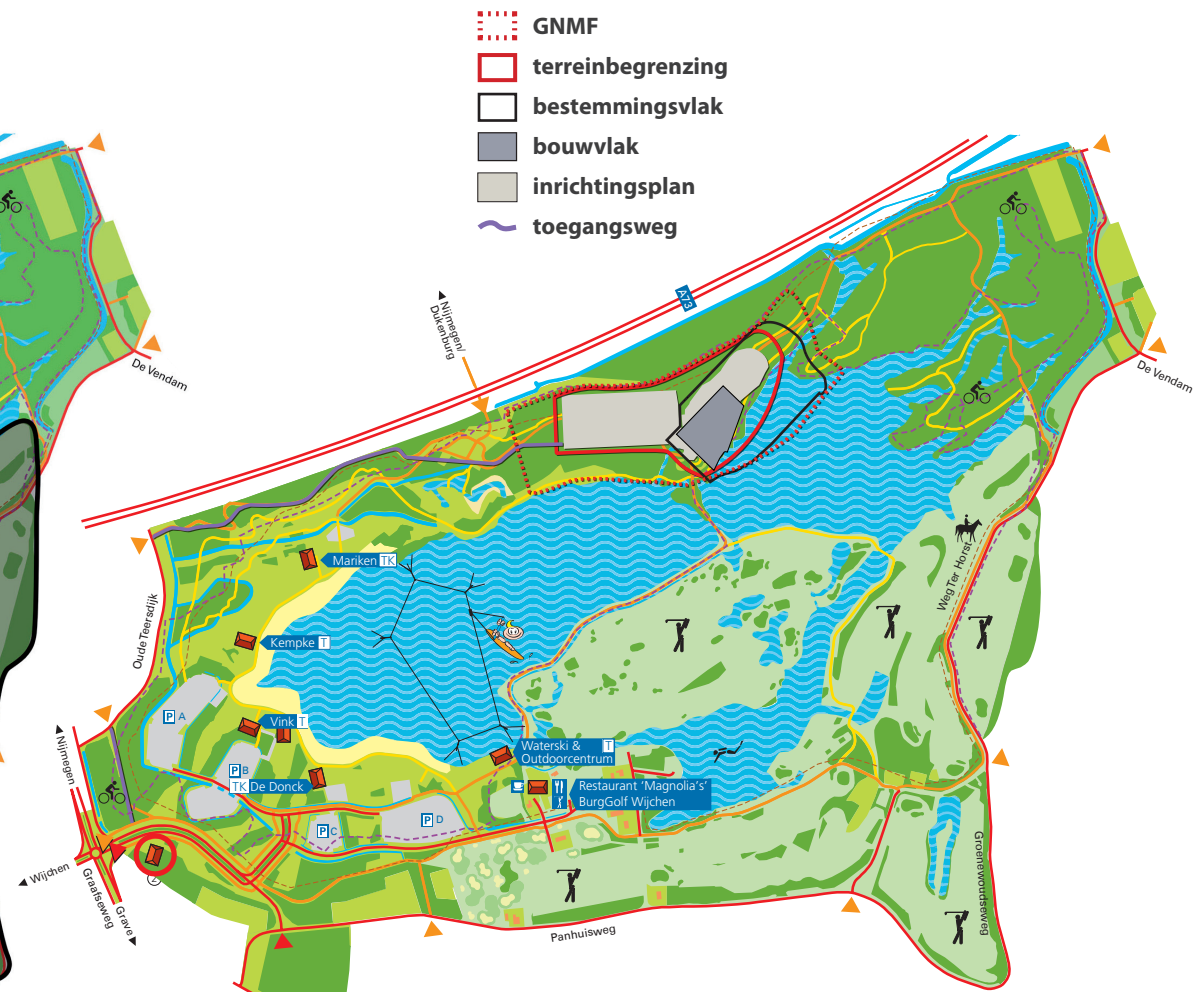 GNMF
terreinbegrenzing
bestemmingsvlak
bouwvlak
inrichtingsplan
toegangsweg
A73
Nijmegen/
Dukenburg
De Vendam
De Vendam
Mariken TK
Oude Teersdijk
Kempke T
Weg Ter Horst
P A
Vink T
Nijmegen
P B
TK De Donck
Waterski & T
Outdoorcentrum
Restaurant 'Magnolia's'
BurgGolf Wijchen
P C
P D
Wijchen
Graafseweg
Grave
Groenewoudseweg
Panhuisweg